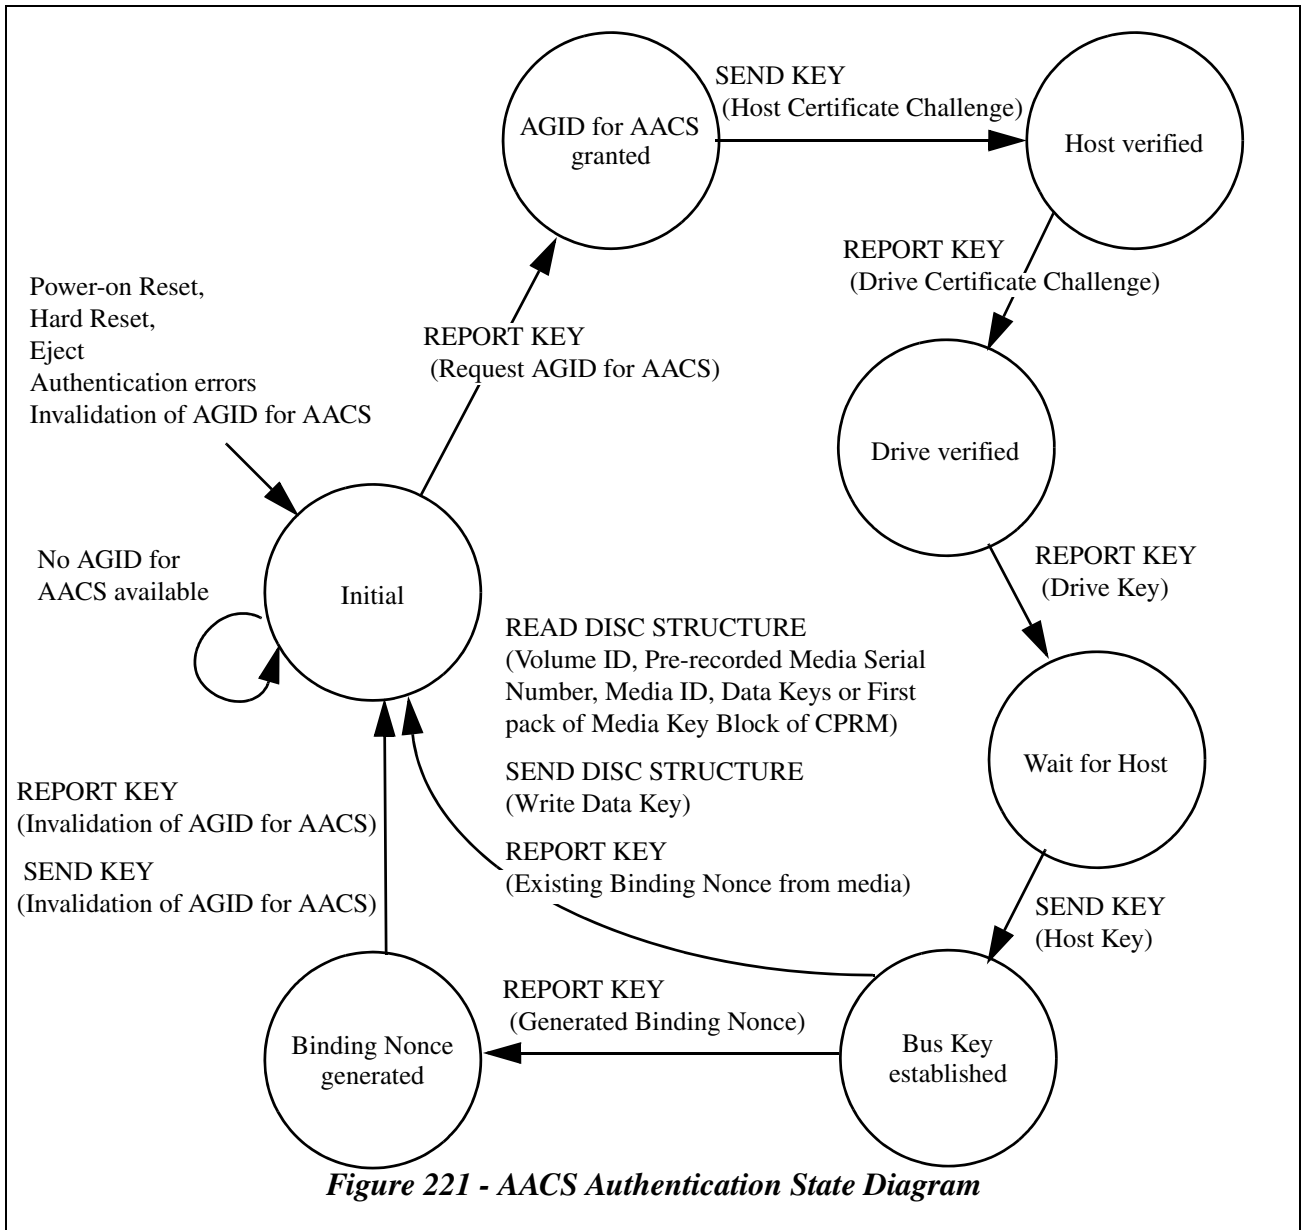 SEND KEY
(Host Certificate Challenge)
AGID for AACS
granted
Host verified
REPORT KEY
(Drive Certificate Challenge)
Power-on Reset,
Hard Reset,
Eject
Authentication errors
Invalidation of AGID for AACS
REPORT KEY
(Request AGID for AACS)
Drive verified
No AGID for
AACS available
Initial
REPORT KEY
(Drive Key)
READ DISC STRUCTURE
(Volume ID, Pre-recorded Media Serial
Number, Media ID, Data Keys or First
pack of Media Key Block of CPRM)
SEND DISC STRUCTURE
(Write Data Key)
REPORT KEY
(Existing Binding Nonce from media)
Wait for Host
REPORT KEY
(Invalidation of AGID for AACS)
SEND KEY
(Invalidation of AGID for AACS)
SEND KEY
(Host Key)
REPORT KEY
(Generated Binding Nonce)
Binding Nonce
generated
Bus Key
established
Figure 221 - AACS Authentication State Diagram